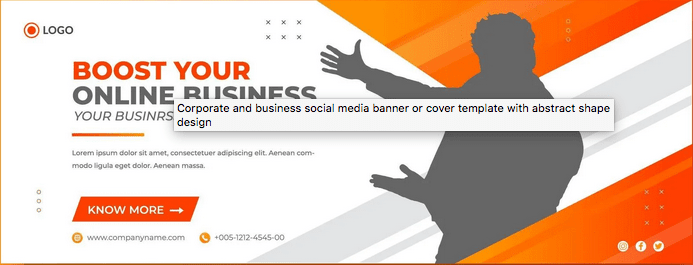 LOGO
BOOST YOUR
ONLINE BUSINESS
YOUR BUSINRS
Corporate and business social media banner or cover template with abstract shape
design
Lorem ipsum dolor sit amet, consectetuer adipiscing elit. Aenean com-
modo ligula eget dolor. Aenean massa.
KNOW MORE
www.companyname.com +005-1212-4545-00